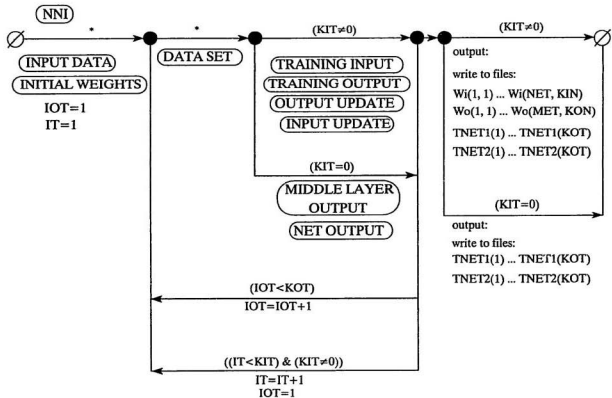 NNI
*
INPUT DATA
INITIAL WEIGHTS
IOT=1
IT=1
*
DATA SET
(KIT≠0)
TRAINING INPUT
TRAINING OUTPUT
OUTPUT UPDATE
INPUT UPDATE
(KIT=0)
MIDDLE LAYER
OUTPUT
NET OUTPUT
(KIT≠0)
output:
write to files:
Wi(1, 1) ... Wi(NET, KIN)
Wo(1, 1) ... Wo(MET, KON)
TNET1(1) ... TNET1(KOT)
TNET2(1) ... TNET2(KOT)
(KIT=0)
output:
write to files:
TNET1(1) ... TNET1(KOT)
TNET2(1) ... TNET2(KOT)
(IOT<KOT)
IOT=IOT+1
((IT<KIT) & (KIT≠0))
IT=IT+1
IOT=1